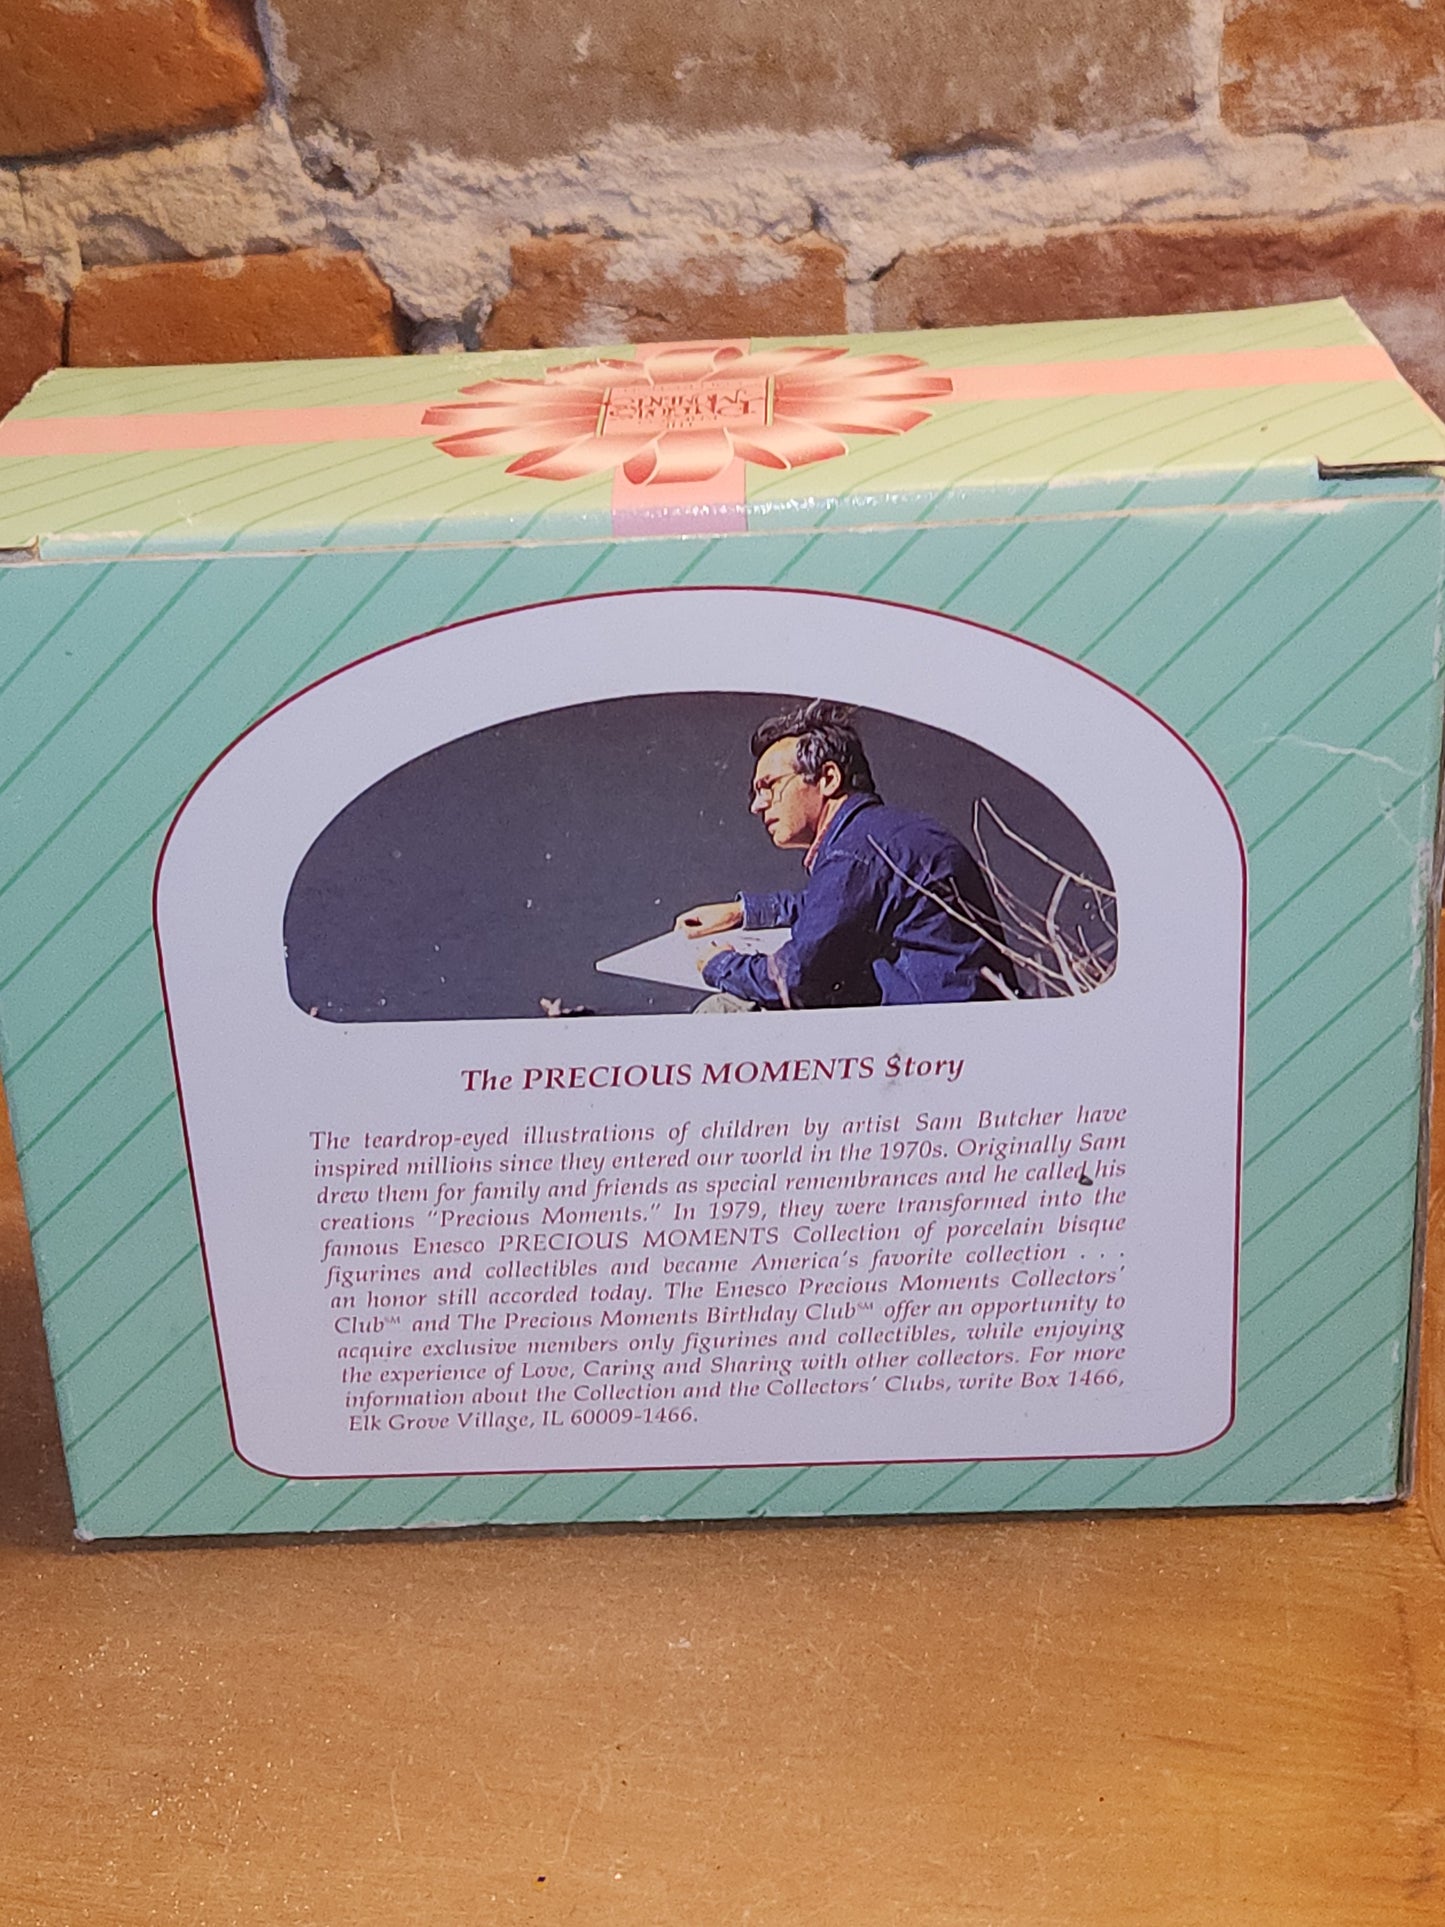 THE
PRECIOUS
MOMENTS
The PRECIOUS MOMENTS Story
The teardrop-eyed illustrations of children by artist Sam Butcher have
inspired millions since they entered our world in the 1970s. Originally Sam
drew them for family and friends as special remembrances and he called his
creations "Precious Moments." In 1979, they were transformed into the
famous Enesco PRECIOUS MOMENTS Collection of porcelain bisque
figurines and collectibles and became America's favorite collection . . .
an honor still accorded today. The Enesco Precious Moments Collectors'
Club℠ and The Precious Moments Birthday Club℠ offer an opportunity to
acquire exclusive members only figurines and collectibles, while enjoying
the experience of Love, Caring and Sharing with other collectors. For more
information about the Collection and the Collectors' Clubs, write Box 1466,
Elk Grove Village, IL 60009-1466.